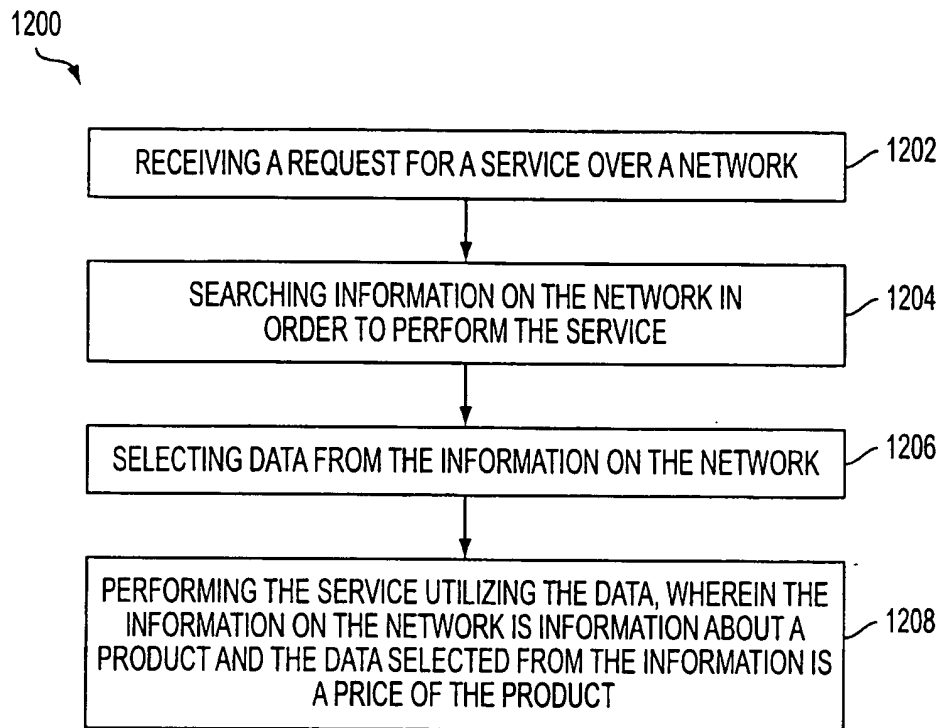 1200
RECEIVING A REQUEST FOR A SERVICE OVER A NETWORK
1202
SEARCHING INFORMATION ON THE NETWORK IN
ORDER TO PERFORM THE SERVICE
1204
SELECTING DATA FROM THE INFORMATION ON THE NETWORK
1206
PERFORMING THE SERVICE UTILIZING THE DATA, WHEREIN THE
INFORMATION ON THE NETWORK IS INFORMATION ABOUT A
PRODUCT AND THE DATA SELECTED FROM THE INFORMATION IS
A PRICE OF THE PRODUCT
1208